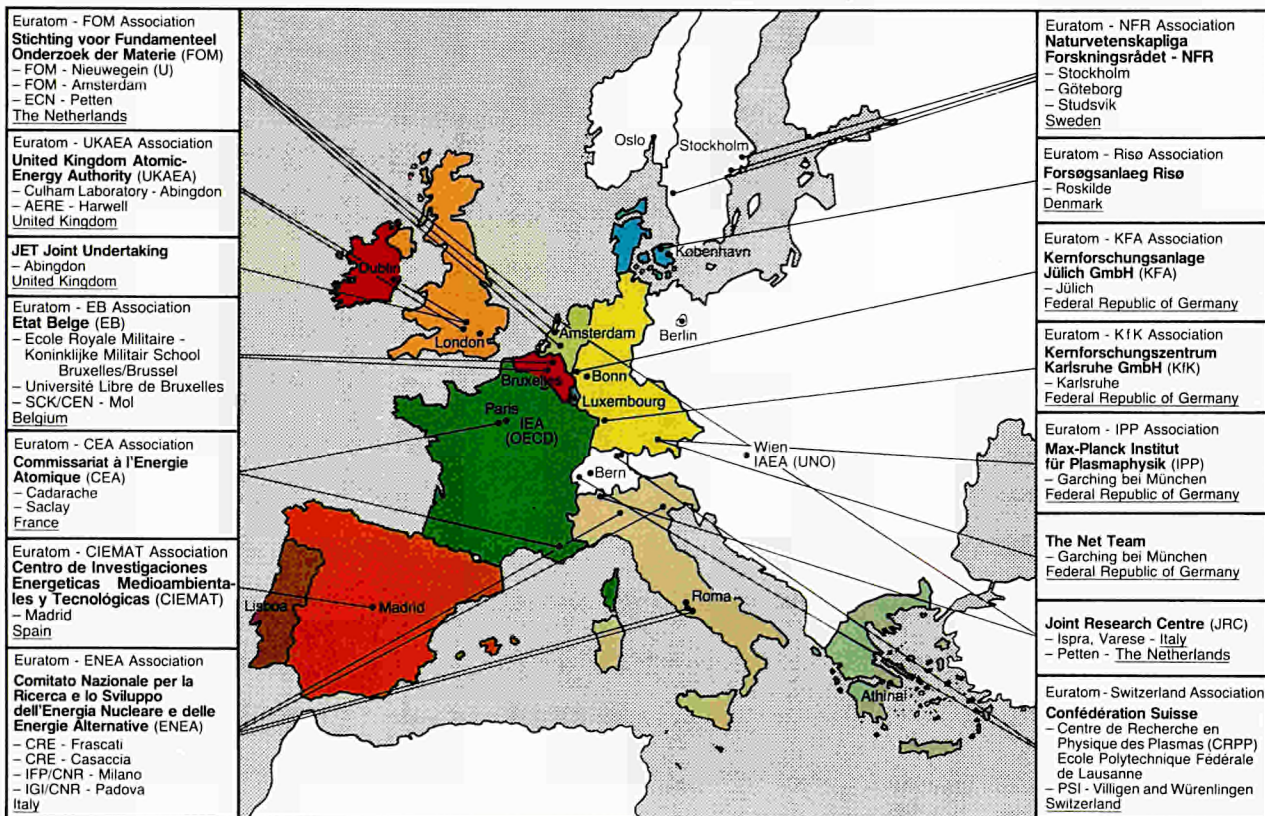 Euratom - FOM Association
Stichting voor Fundamenteel
Onderzoek der Materie (FOM)
– FOM - Nieuwegein (U)
– FOM - Amsterdam
– ECN - Petten
The Netherlands
Euratom - UKAEA Association
United Kingdom Atomic-
Energy Authority (UKAEA)
– Culham Laboratory - Abingdon
– AERE - Harwell
United Kingdom
JET Joint Undertaking
– Abingdon
United Kingdom
Euratom - EB Association
Etat Belge (EB)
– Ecole Royale Militaire -
Koninklijke Militair School
Bruxelles/Brussel
– Université Libre de Bruxelles
– SCK/CEN - Mol
Belgium
Euratom - CEA Association
Commissariat à l'Energie
Atomique (CEA)
– Cadarache
– Saclay
France
Euratom - CIEMAT Association
Centro de Investigaciones
Energeticas Medioambienta-
les y Tecnológicas (CIEMAT)
– Madrid
Spain
Euratom - ENEA Association
Comitato Nazionale per la
Ricerca e lo Sviluppo
dell'Energia Nucleare e delle
Energie Alternative (ENEA)
– CRE - Frascati
– CRE - Casaccia
– IFP/CNR - Milano
– IGI/CNR - Padova
Italy
Oslo
Stockholm
København
Dublin
London
Amsterdam
Berlin
Bruxelles
Bonn
Luxembourg
Paris
IEA
(OECD)
Wien
IAEA (UNO)
Bern
Lisboa
Madrid
Roma
Athinai
Euratom - NFR Association
Naturvetenskapliga
Forskningsrådet - NFR
– Stockholm
– Göteborg
– Studsvik
Sweden
Euratom - Risø Association
Forsøgsanlaeg Risø
– Roskilde
Denmark
Euratom - KFA Association
Kernforschungsanlage
Jülich GmbH (KFA)
– Jülich
Federal Republic of Germany
Euratom - KfK Association
Kernforschungszentrum
Karlsruhe GmbH (KfK)
– Karlsruhe
Federal Republic of Germany
Euratom - IPP Association
Max-Planck Institut
für Plasmaphysik (IPP)
– Garching bei München
Federal Republic of Germany
The Net Team
– Garching bei München
Federal Republic of Germany
Joint Research Centre (JRC)
– Ispra, Varese - Italy
– Petten - The Netherlands
Euratom - Switzerland Association
Confédération Suisse
– Centre de Recherche en
Physique des Plasmas (CRPP)
Ecole Polytechnique Fédérale
de Lausanne
– PSI - Villigen and Würenlingen
Switzerland